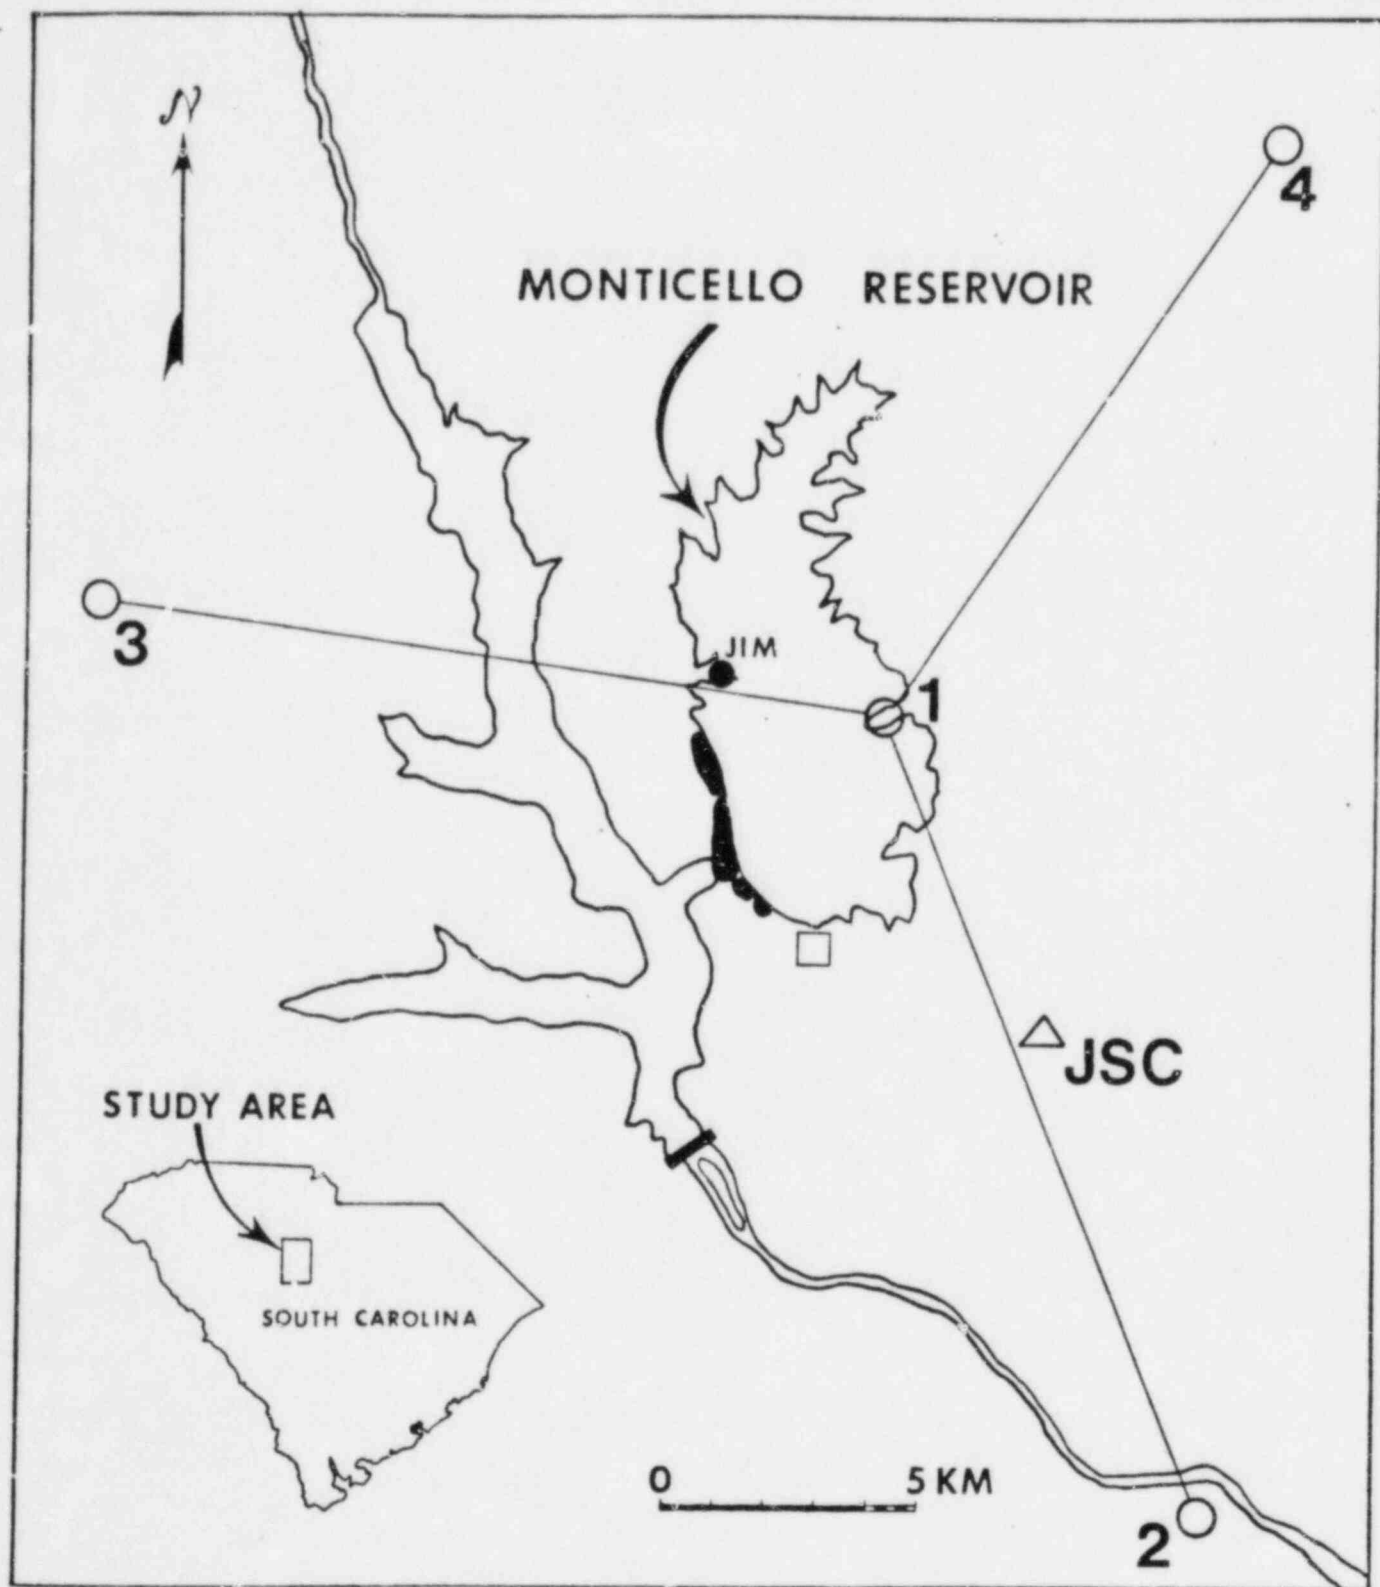 N
4
MONTICELLO RESERVOIR
3
JIM
1
JSC
STUDY AREA
SOUTH CAROLINA
0 5 KM
2